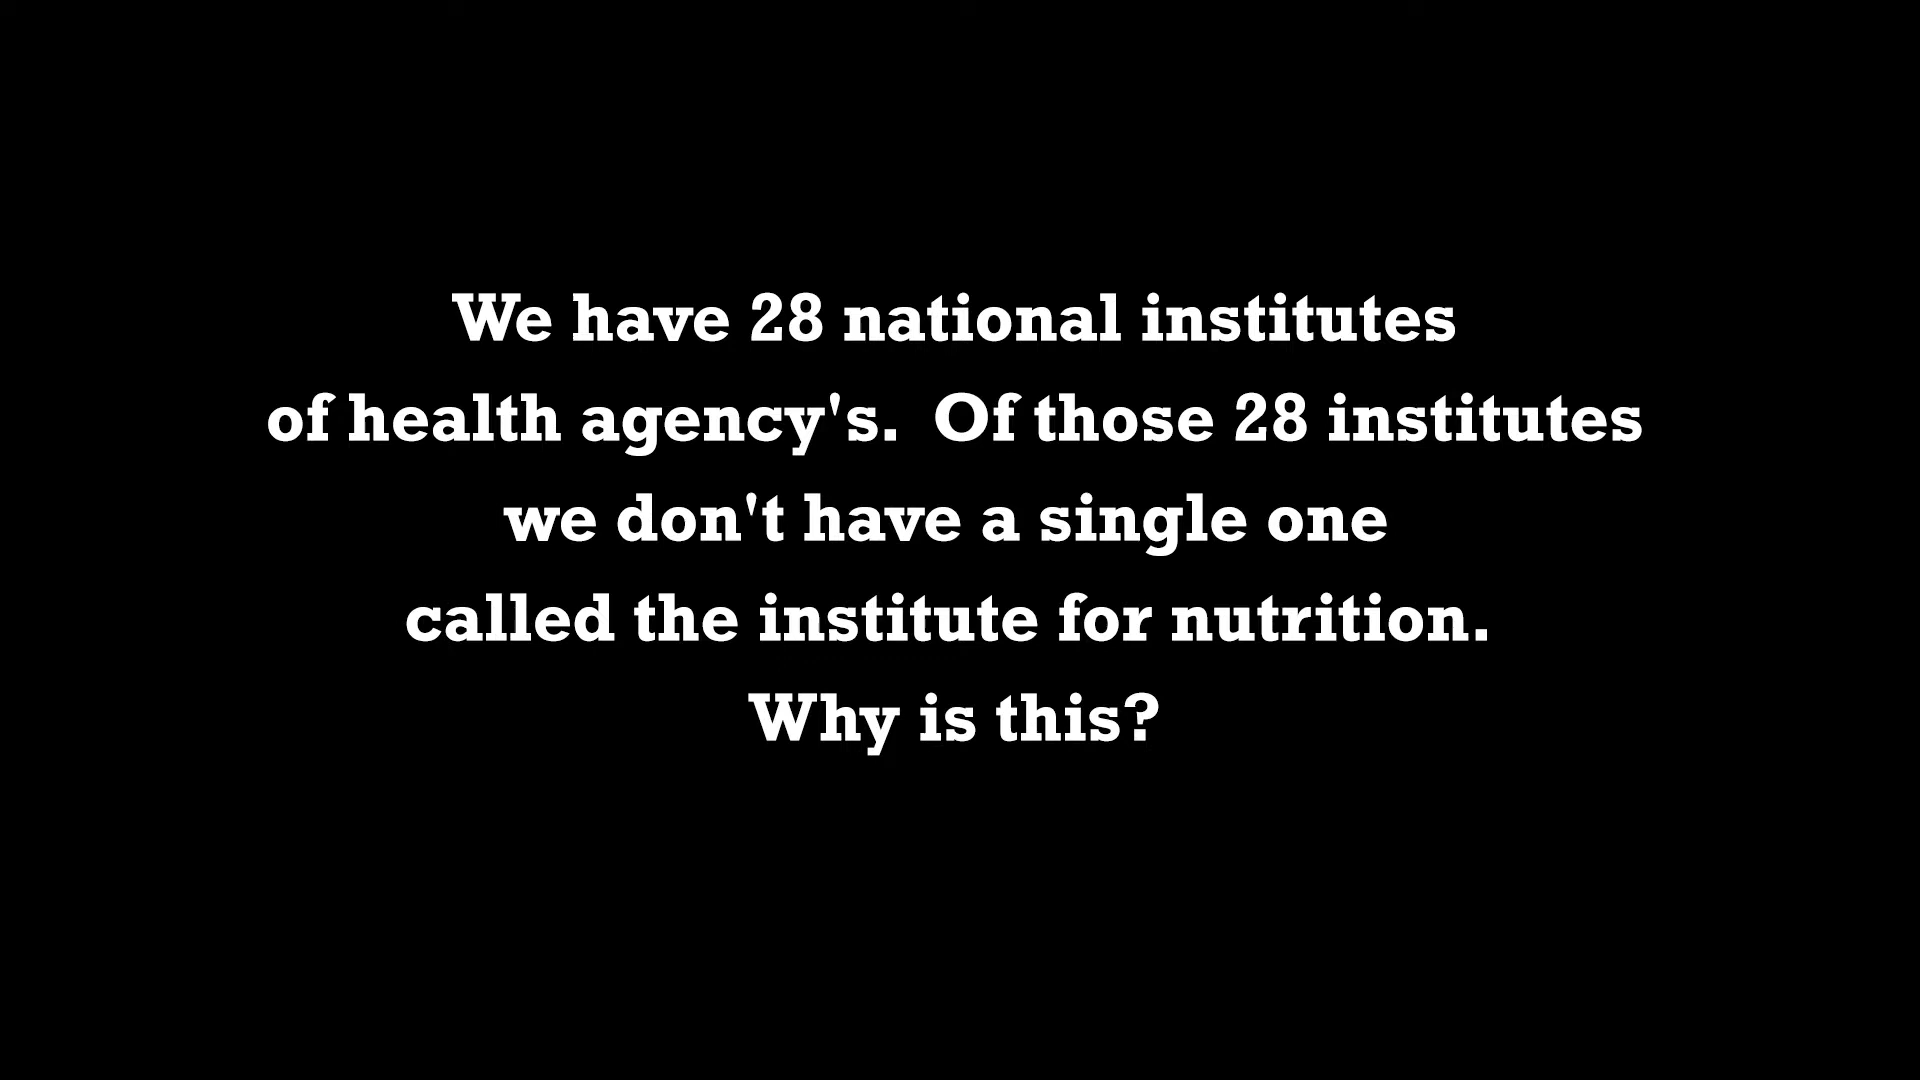 We have 28 national institutes
of health agency's.  Of those 28 institutes
we don't have a single one
called the institute for nutrition.
Why is this?